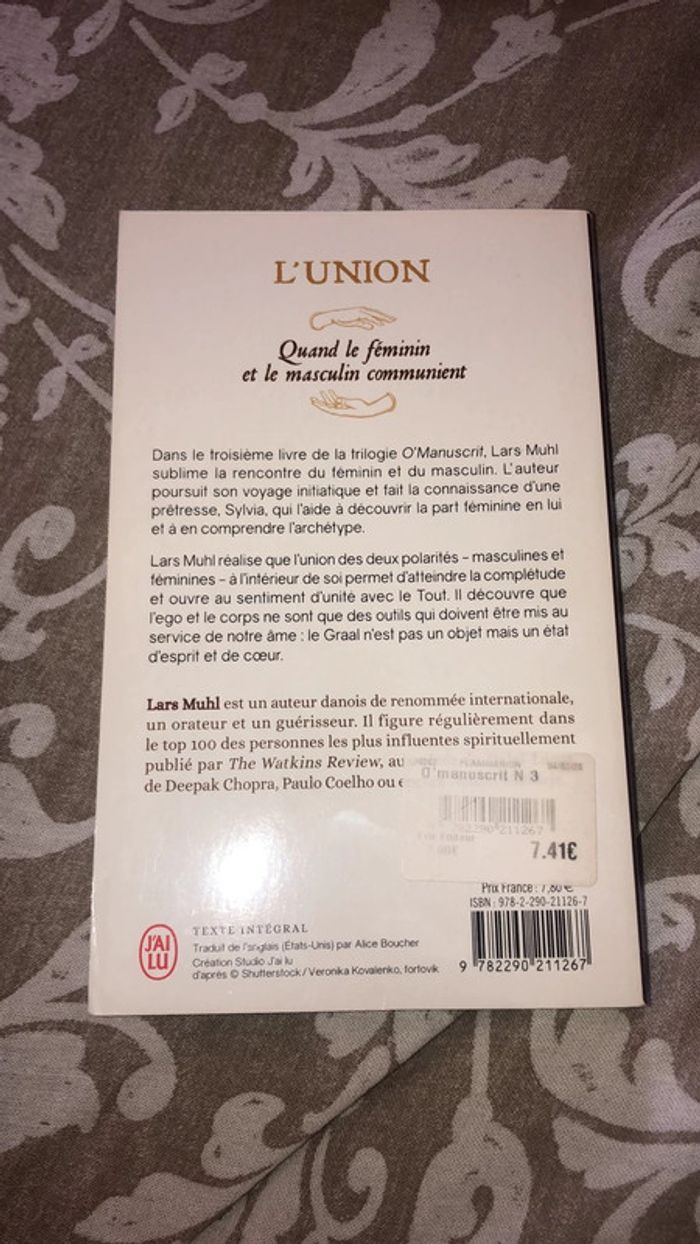 L'UNION
Quand le féminin
et le masculin communient
Dans le troisième livre de la trilogie O'Manuscrit, Lars Muhl
sublime la rencontre du féminin et du masculin. L'auteur
poursuit son voyage initiatique et fait la connaissance d'une
prêtresse, Sylvia, qui l'aide à découvrir la part féminine en lui
et à en comprendre l'archétype.
Lars Muhl réalise que l'union des deux polarités – masculines et
féminines – à l'intérieur de soi permet d'atteindre la complétude
et ouvre au sentiment d'unité avec le Tout. Il découvre que
l'ego et le corps ne sont que des outils qui doivent être mis au
service de notre âme : le Graal n'est pas un objet mais un état
d'esprit et de cœur.
Lars Muhl est un auteur danois de renommée internationale,
un orateur et un guérisseur. Il figure régulièrement dans
le top 100 des personnes les plus influentes spirituellement
publié par The Watkins Review, au
de Deepak Chopra, Paulo Coelho ou
FLAMMARION
O'manuscrit N 3
290211267
7.41€
Prix France : 7,80 €
ISBN : 978-2-290-21126-7
9 782290 211267
J'AI
LU
TEXTE INTÉGRAL
Traduit de l'anglais (États-Unis) par Alice Boucher
Création Studio J'ai lu
d'après © Shutterstock / Veronika Kovalenko, fortovik